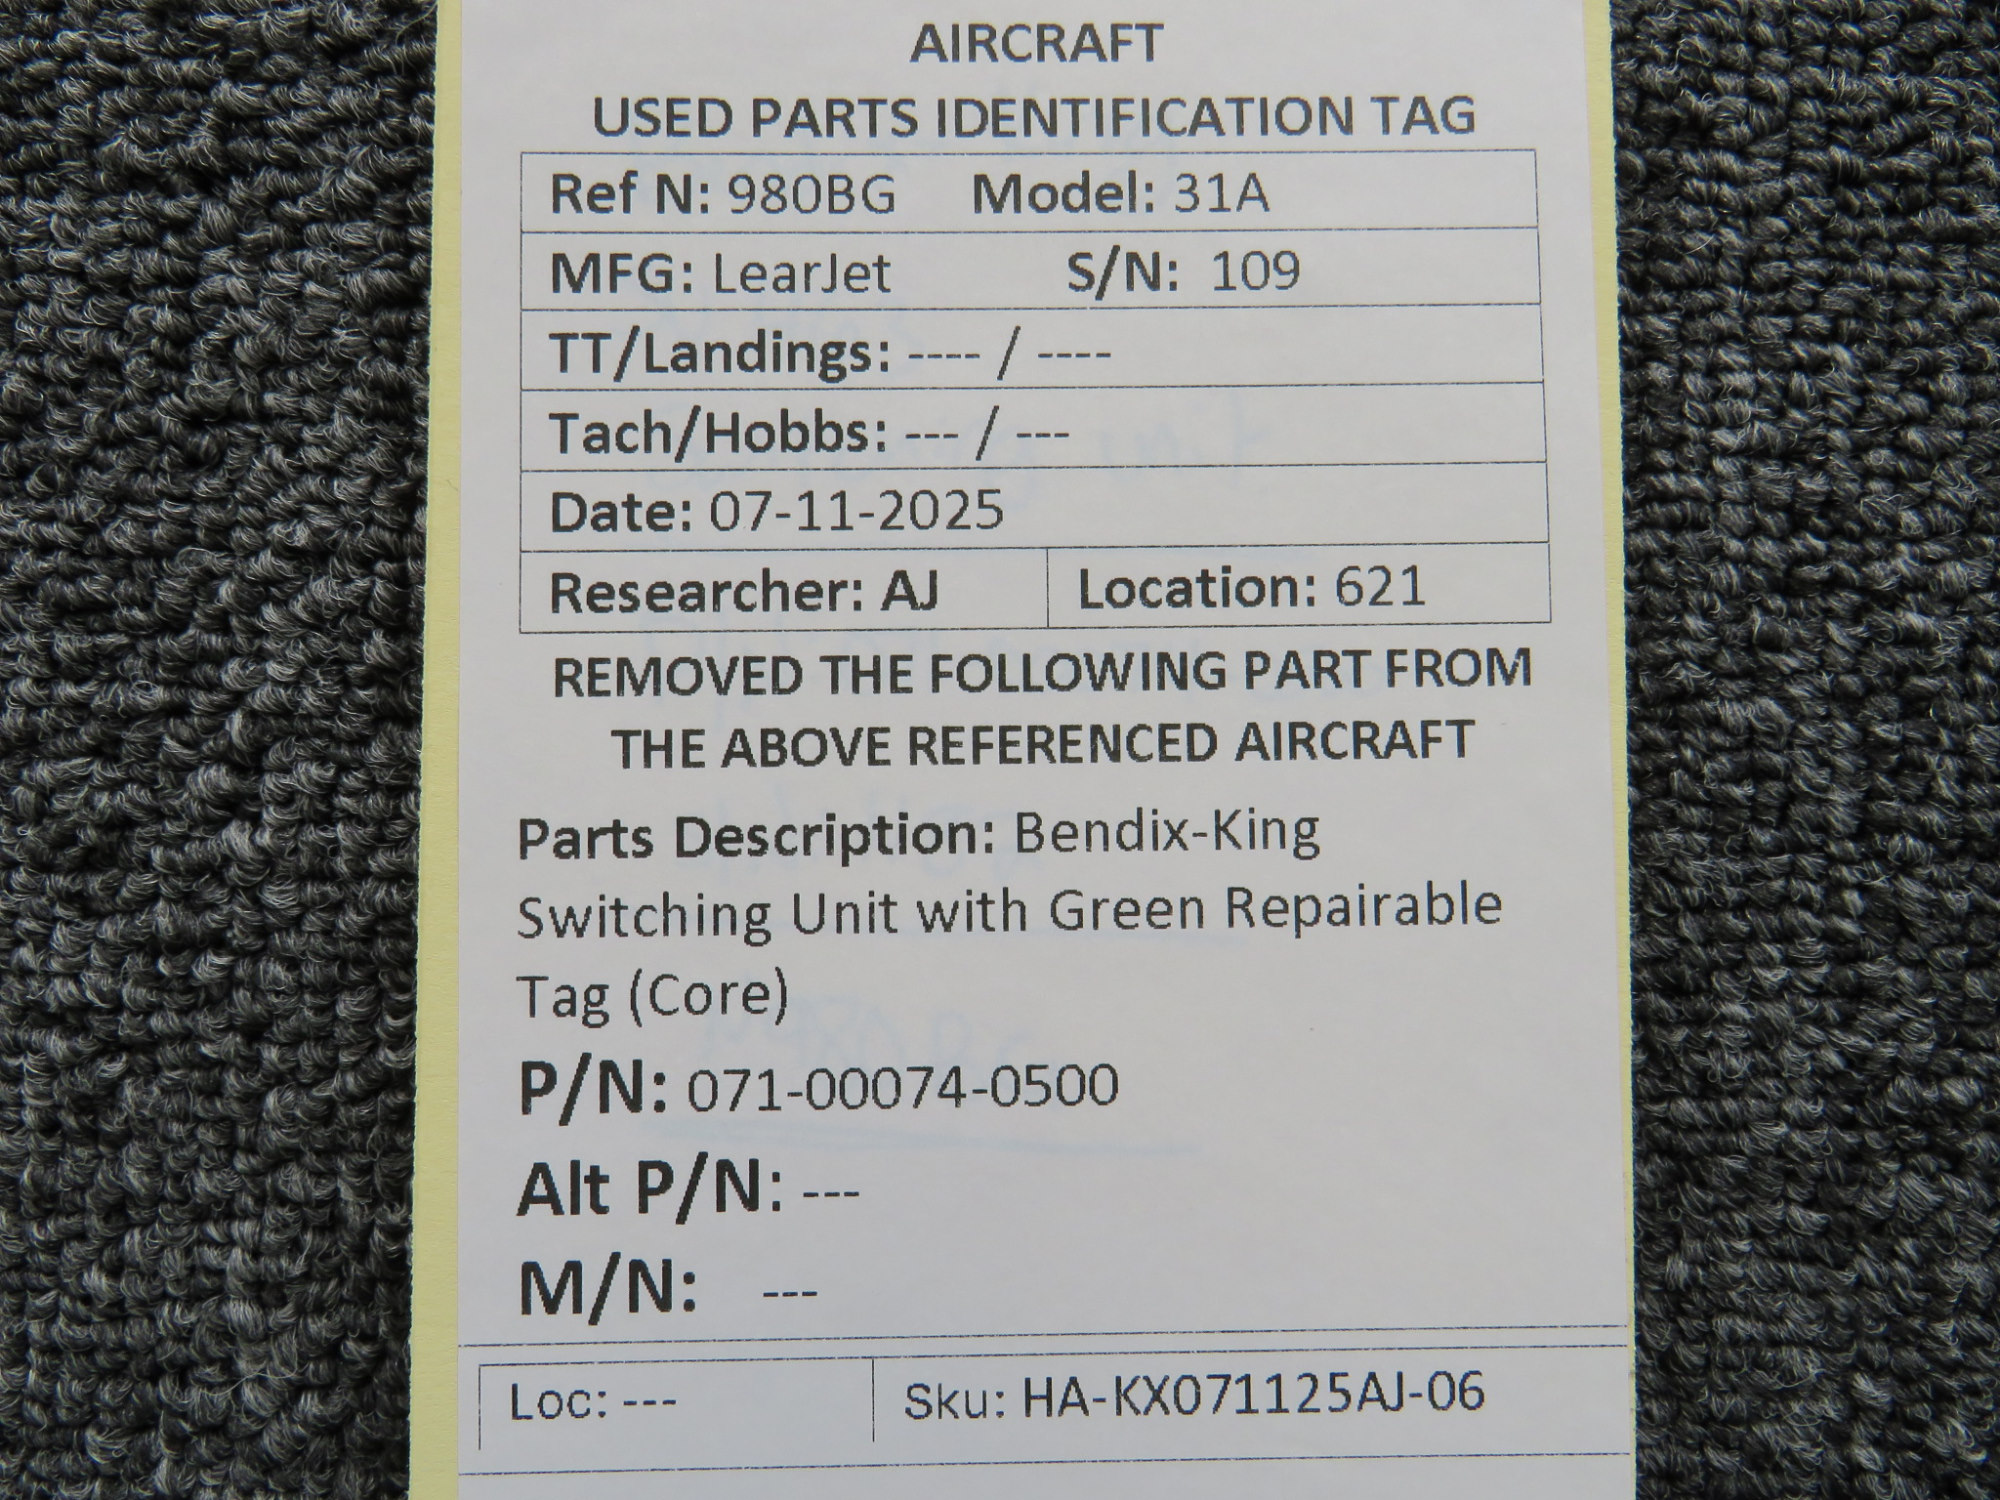 AIRCRAFT
USED PARTS IDENTIFICATION TAG
Ref N: 980BG Model: 31A
MFG: LearJet S/N: 109
TT/Landings: ---- / ----
Tach/Hobbs: --- / ---
Date: 07-11-2025
Researcher: AJ Location: 621
REMOVED THE FOLLOWING PART FROM
THE ABOVE REFERENCED AIRCRAFT
Parts Description: Bendix-King
Switching Unit with Green Repairable
Tag (Core)
P/N: 071-00074-0500
Alt P/N: ---
M/N: ---
Loc: --- Sku: HA-KX071125AJ-06